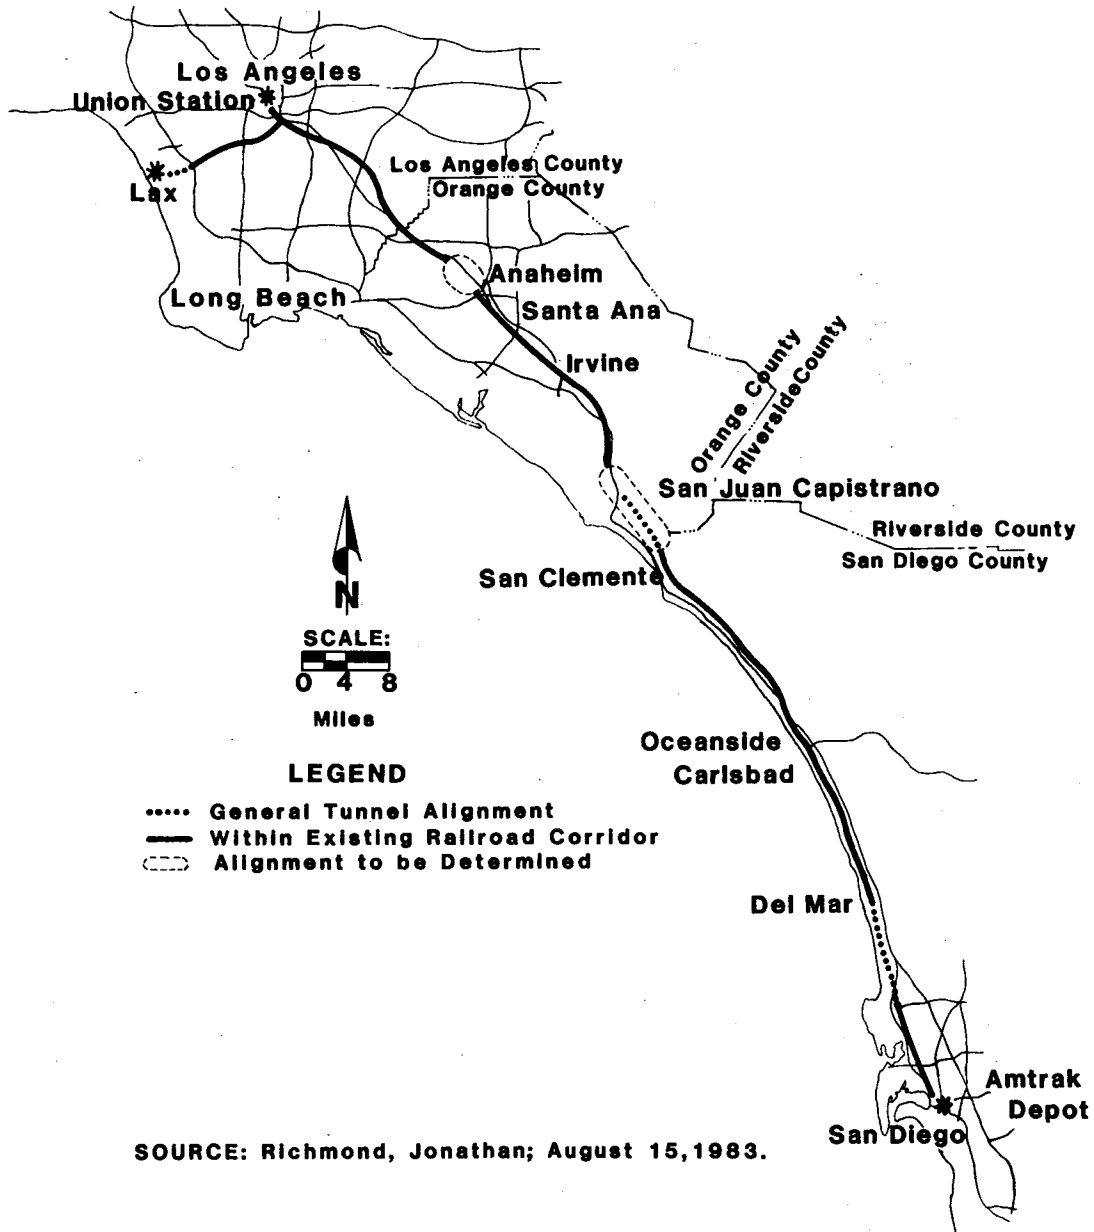 Los Angeles
Union Station
Lax
Los Angeles County
Orange County
Anaheim
Long Beach
Santa Ana
Irvine
Orange County
Riverside County
San Juan Capistrano
Riverside County
San Diego County
San Clemente
N
SCALE:
0 4 8
Miles
Oceanside
Carlsbad
LEGEND
General Tunnel Alignment
Within Existing Railroad Corridor
Alignment to be Determined
Del Mar
Amtrak
Depot
San Diego
SOURCE: Richmond, Jonathan; August 15,1983.